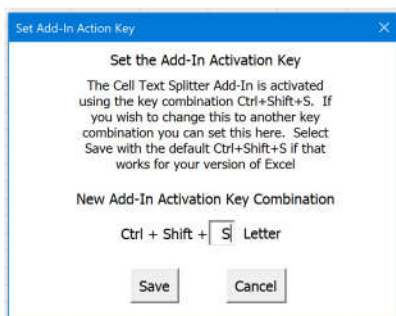 Set Add-In Action Key
Set the Add-In Activation Key
The Cell Text Splitter Add-In is activated
using the key combination Ctrl+Shift+S. If
you wish to change this to another key
combination you can set this here. Select
Save with the default Ctrl+Shift+S if that
works for your version of Excel
New Add-In Activation Key Combination
Ctrl + Shift + S Letter
Save Cancel